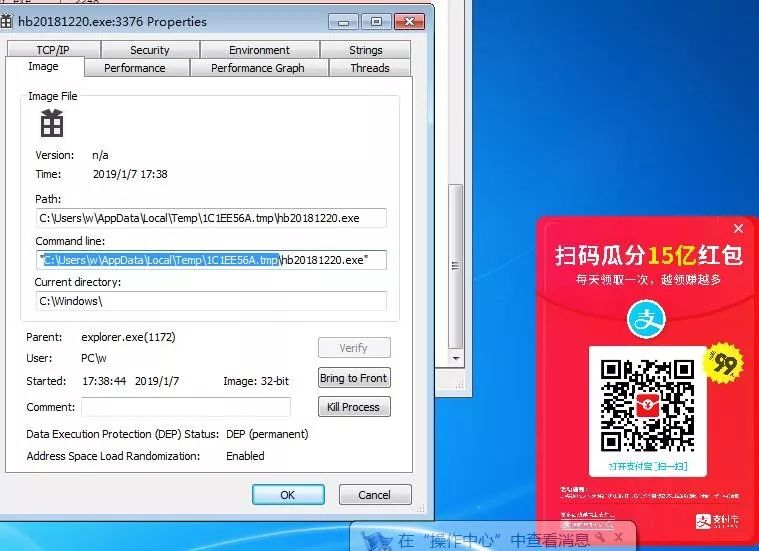 2248
hb20181220.exe:3376 Properties
TCP/IP
Security
Environment
Strings
Image
Performance
Performance Graph
Threads
Image File
Version: n/a
Time: 2019/1/7 17:38
Path:
C:\Users\w\AppData\Local\Temp\1C1EE56A.tmp\hb20181220.exe
Command line:
"C:\Users\w\AppData\Local\Temp\1C1EE56A.tmp\hb20181220.exe"
Current directory:
C:\Windows\
Parent: explorer.exe(1172)
User: PC\w
Verify
Started: 17:38:44 2019/1/7 Image: 32-bit
Bring to Front
Comment:
Kill Process
Data Execution Protection (DEP) Status: DEP (permanent)
Address Space Load Randomization: Enabled
OK
Cancel
扫码瓜分15亿红包
每天领取一次，越领赚越多
支
99
打开支付宝[扫一扫]
支付宝
在“操作中心”中查看消息